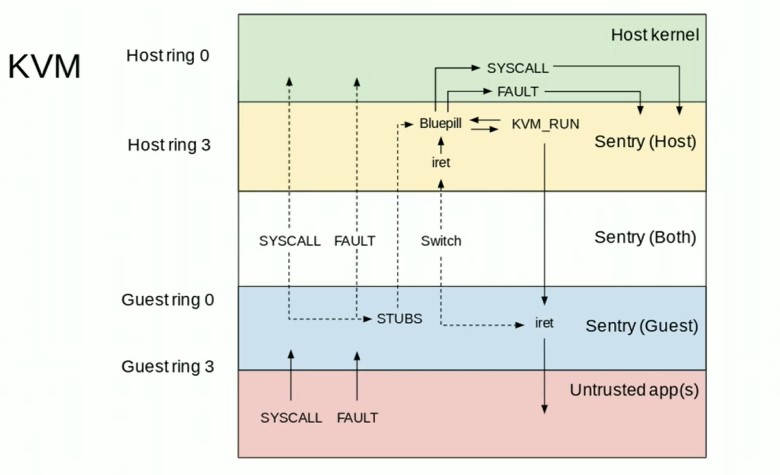 KVM
Host ring 0
Host kernel
SYSCALL
FAULT
Host ring 3
Bluepill
KVM_RUN
Sentry (Host)
iret
SYSCALL
FAULT
Switch
Sentry (Both)
Guest ring 0
STUBS
iret
Sentry (Guest)
Guest ring 3
Untrusted app(s)
SYSCALL
FAULT